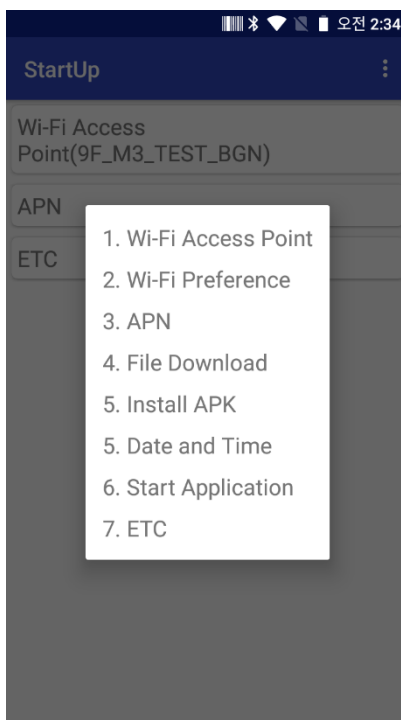 오전 2:34
StartUp
Wi-Fi Access
Point(9F_M3_TEST_BGN)
APN
ETC
1. Wi-Fi Access Point
2. Wi-Fi Preference
3. APN
4. File Download
5. Install APK
5. Date and Time
6. Start Application
7. ETC